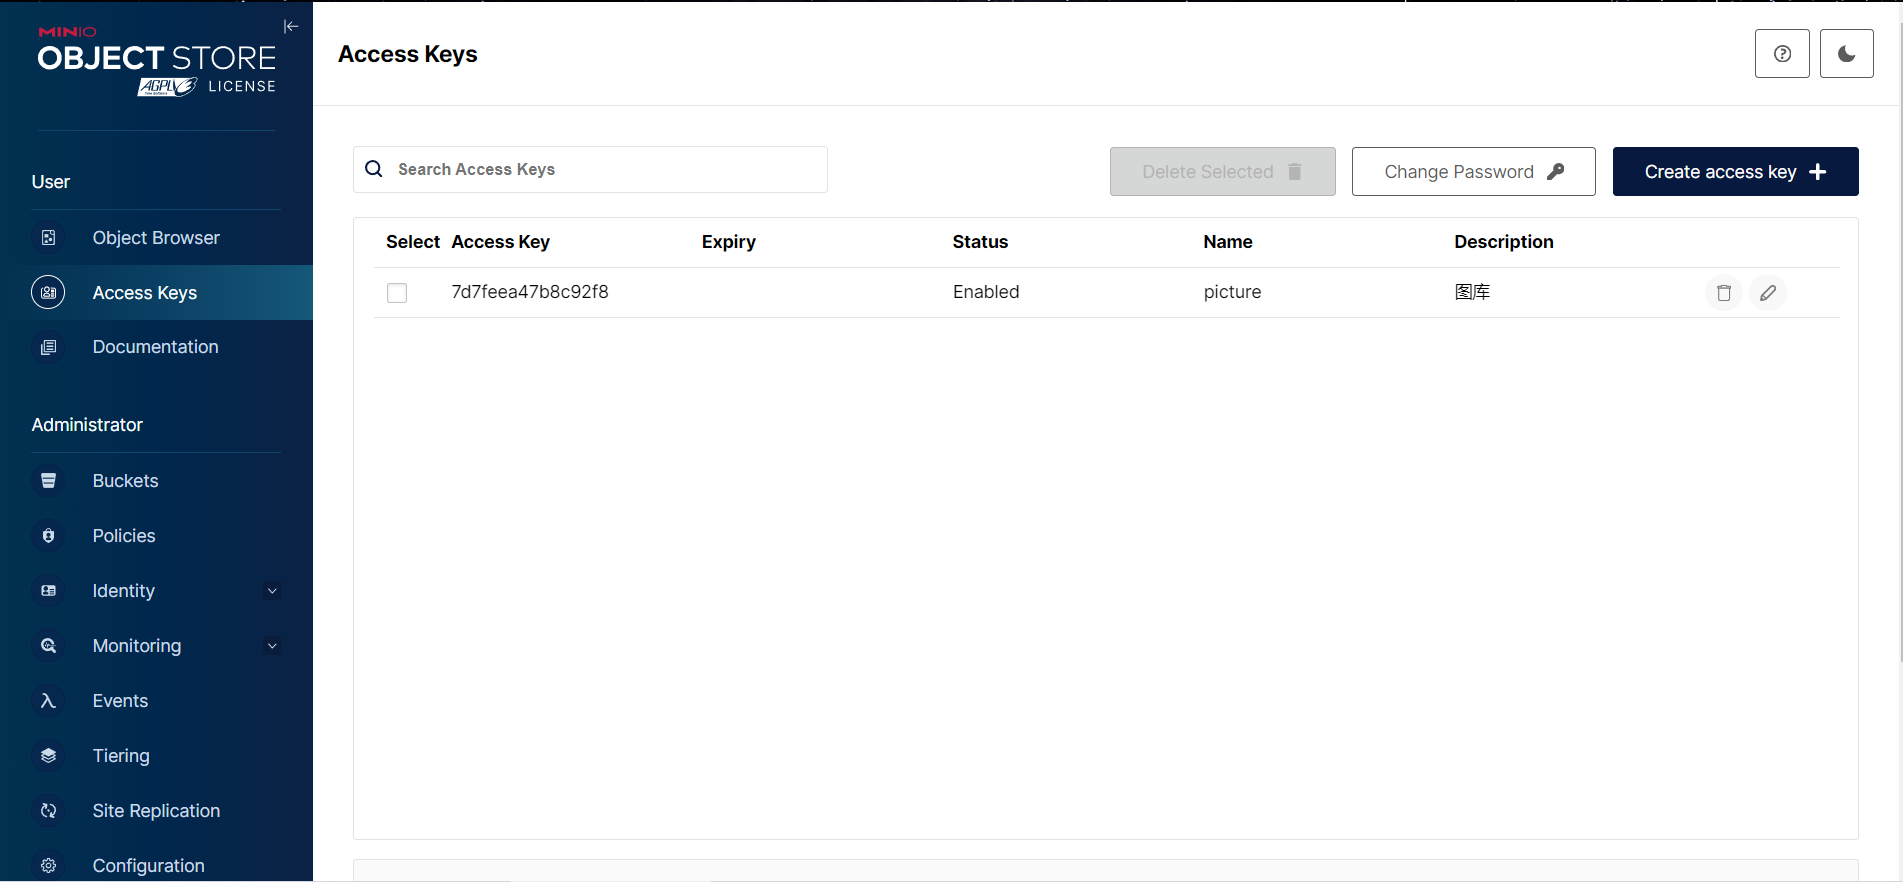 MINIO
OBJECT STORE
AGPLv3 LICENSE
User
Object Browser
Access Keys
Documentation
Administrator
Buckets
Policies
Identity
Monitoring
Events
Tiering
Site Replication
Configuration
Access Keys
Search Access Keys
Delete Selected
Change Password
Create access key
Select Access Key Expiry Status Name Description
7d7feea47b8c92f8 Enabled picture 图库